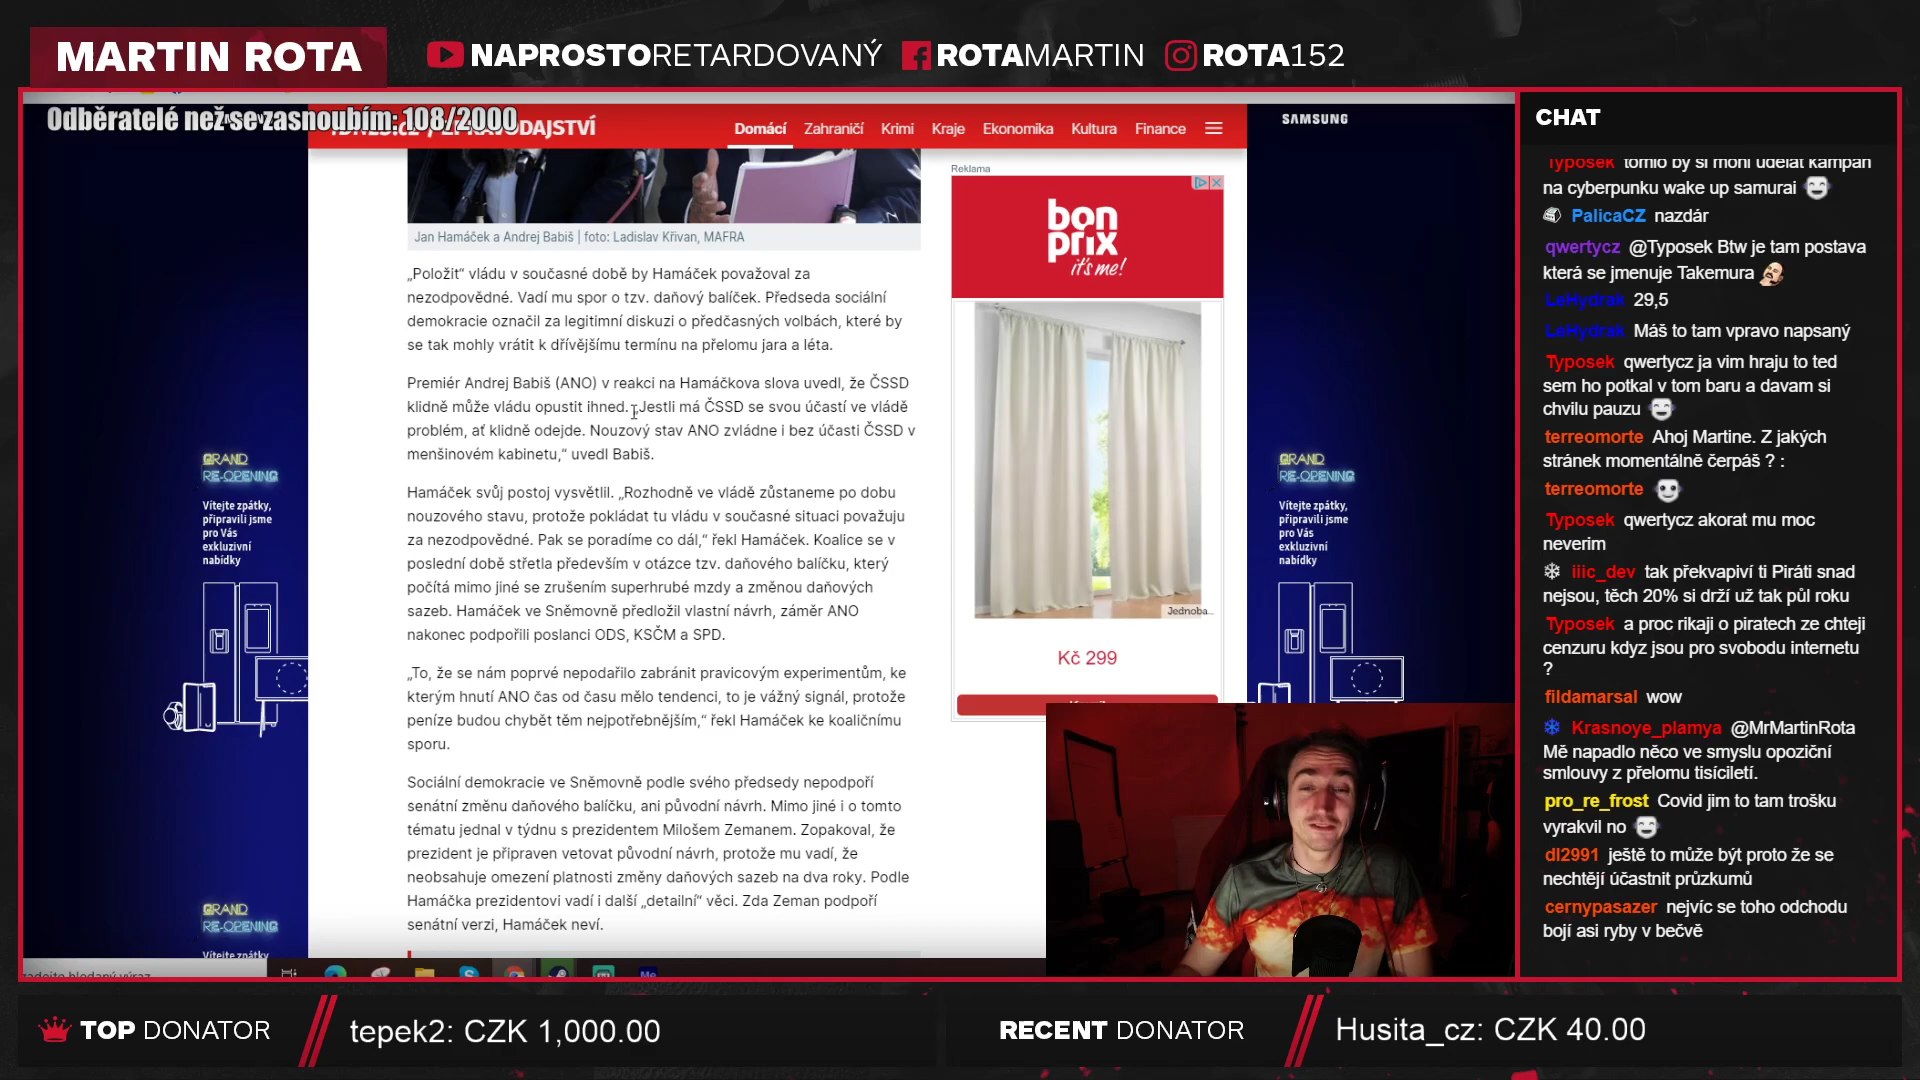 MARTIN ROTA
NAPROSTORETARDOVANÝ
ROTAMARTIN
ROTA152
Odběratelé než se zasnoubím: 108/2000
Domácí Zahraničí Krimi Kraje Ekonomika Kultura Finance
SAMSUNG
Reklama
Jan Hamáček a Andrej Babiš | foto: Ladislav Křivan, MAFRA
„Položit“ vládu v současné době by Hamáček považoval za
nezodpovědné. Vadí mu spor o tzv. daňový balíček. Předseda sociální
demokracie označil za legitimní diskuzi o předčasných volbách, které by
se tak mohly vrátit k dřívějšímu termínu na přelomu jara a léta.
Premiér Andrej Babiš (ANO) v reakci na Hamáčkova slova uvedl, že ČSSD
klidně může vládu opustit ihned. „Jestli má ČSSD se svou účastí ve vládě
problém, ať klidně odejde. Nouzový stav ANO zvládne i bez účasti ČSSD v
menšinovém kabinetu,“ uvedl Babiš.
Hamáček svůj postoj vysvětlil. „Rozhodně ve vládě zůstaneme po dobu
nouzového stavu, protože pokládat tu vládu v současné situaci považuju
za nezodpovědné. Pak se poradíme co dál,“ řekl Hamáček. Koalice se v
poslední době střetla především v otázce tzv. daňového balíčku, který
počítá mimo jiné se zrušením superhrubé mzdy a změnou daňových
sazeb. Hamáček ve Sněmovně předložil vlastní návrh, záměr ANO
nakonec podpořili poslanci ODS, KSČM a SPD.
„To, že se nám poprvé nepodařilo zabránit pravicovým experimentům, ke
kterým hnutí ANO čas od času mělo tendenci, to je vážný signál, protože
peníze budou chybět těm nejpotřebnějším,“ řekl Hamáček ke koaličnímu
sporu.
Sociální demokracie ve Sněmovně podle svého předsedy nepodpoří
senátní změnu daňového balíčku, ani původní návrh. Mimo jiné i o tomto
tématu jednal v týdnu s prezidentem Milošem Zemanem. Zopakoval, že
prezident je připraven vetovat původní návrh, protože mu vadí, že
neobsahuje omezení platnosti změny daňových sazeb na dva roky. Podle
Hamáčka prezidentovi vadí i další „detailní“ věci. Zda Zeman podpoří
senátní verzi, Hamáček neví.
bon
prix
it's me!
Jednoba...
Kč 299
GRAND
RE-OPENING
Vítejte zpátky,
připravili jsme
pro Vás
exkluzivní
nabídky
GRAND
RE-OPENING
Vítejte zpátky,
GRAND
RE-OPENING
Vítejte zpátky,
připravili jsme
pro Vás
exkluzivní
nabídky
zadejte hledaný výraz
CHAT
Typosek tomlo by si mohl udelat kampan
na cyberpunku wake up samurai
PalicaCZ nazdár
qwertycz @Typosek Btw je tam postava
která se jmenuje Takemura
LeHydrak 29,5
LeHydrak Máš to tam vpravo napsaný
Typosek qwertycz ja vim hraju to ted
sem ho potkal v tom baru a davam si
chvilu pauzu
terreomorte Ahoj Martine. Z jakých
stránek momentálně čerpáš ? :
terreomorte
Typosek qwertycz akorat mu moc
neverim
iiic_dev tak překvapiví ti Piráti snad
nejsou, těch 20% si drží už tak půl roku
Typosek a proc rikaji o piratech ze chteji
cenzuru kdyz jsou pro svobodu internetu
?
fildamarsal wow
Krasnoye_plamya @MrMartinRota
Mě napadlo něco ve smyslu opoziční
smlouvy z přelomu tisíciletí.
pro_re_frost Covid jim to tam trošku
vyrakvil no
dl2991 ještě to může být proto že se
nechtějí účastnit průzkumů
cernypasazer nejvíc se toho odchodu
bojí asi ryby v bečvě
TOP DONATOR
tepek2: CZK 1,000.00
RECENT DONATOR
Husita_cz: CZK 40.00